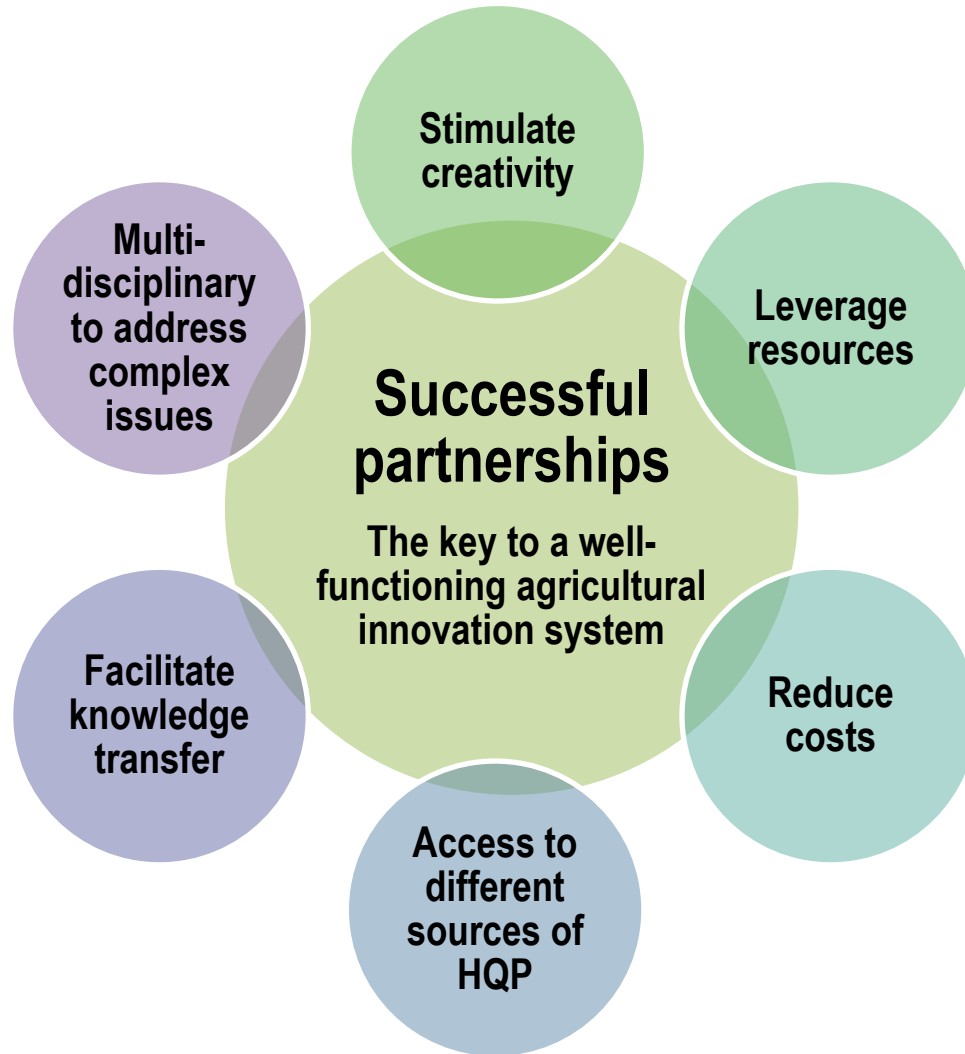 Stimulate
creativity
Multi-
disciplinary
to address
complex
issues
Leverage
resources
Successful
partnerships
The key to a well-
functioning agricultural
innovation system
Facilitate
knowledge
transfer
Reduce
costs
Access to
different
sources of
HQP